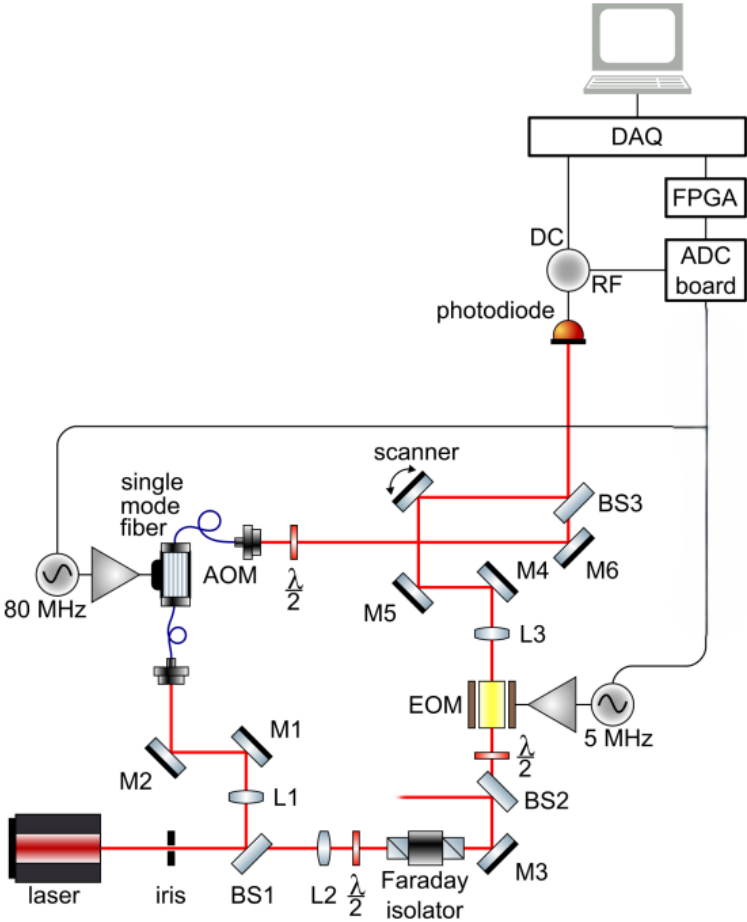 DAQ
FPGA
DC
ADC
board
RF
photodiode
scanner
single
mode
fiber
BS3
AOM
M4
M6
80 MHz
λ
2
M5
L3
EOM
M1
5 MHz
λ
2
M2
L1
BS2
M3
laser
iris
BS1
L2
λ
2
Faraday
isolator